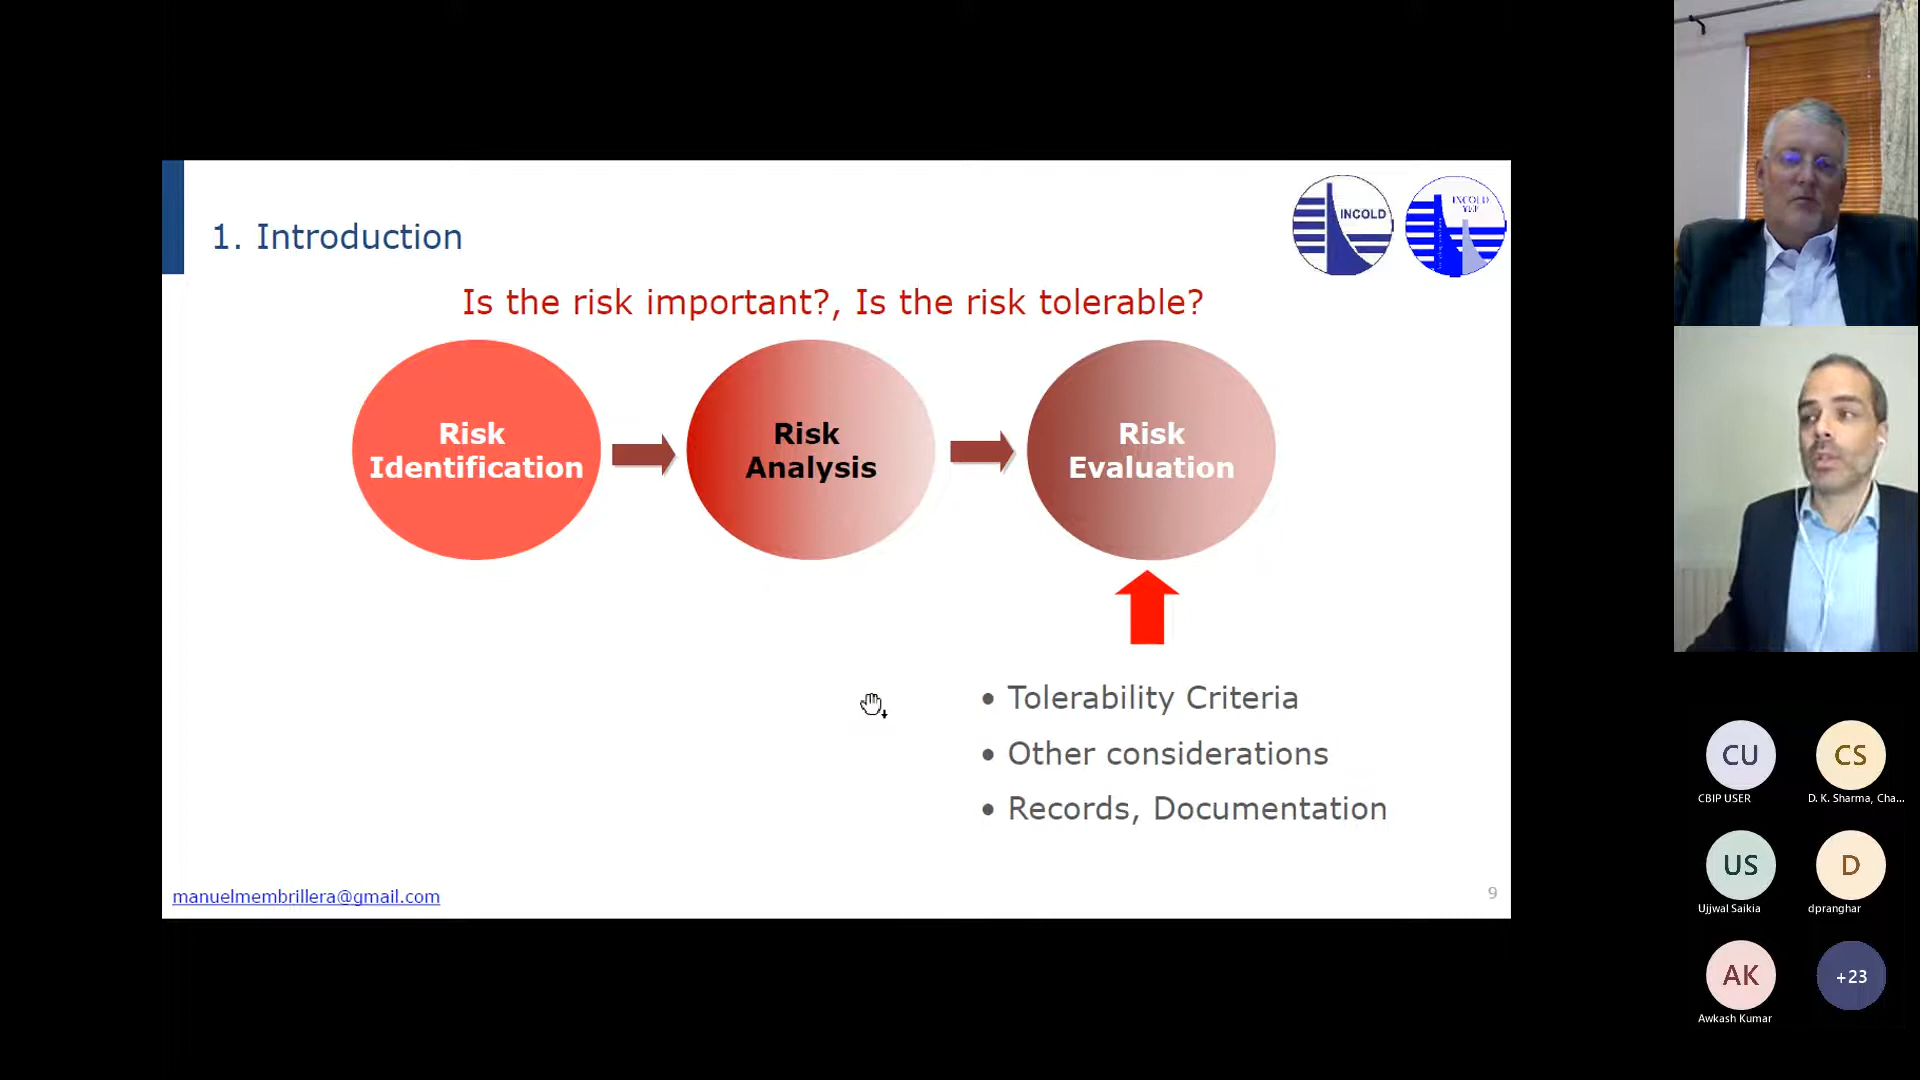 1. Introduction
INCOLD
INCOLD
YEF
Is the risk important?, Is the risk tolerable?
Risk
Identification
Risk
Analysis
Risk
Evaluation
• Tolerability Criteria
• Other considerations
• Records, Documentation
manuelmembrillera@gmail.com
9
CU
CBIP USER
CS
D. K. Sharma, Cha...
US
Ujjwal Saikia
D
dpranghar
AK
Awkash Kumar
+23